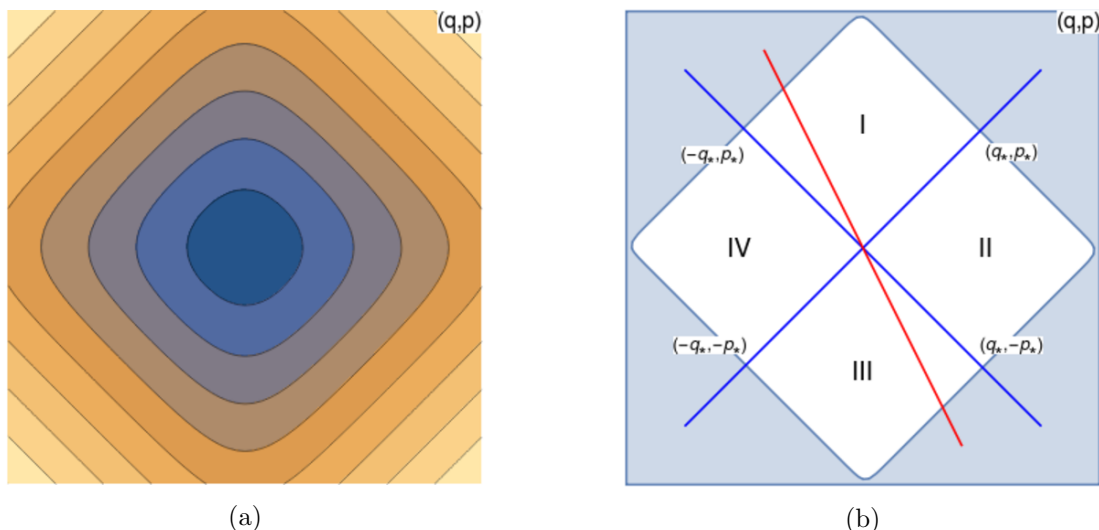 (q,p)
(q,p)
I
(-q⋆,p⋆)
(q⋆,p⋆)
IV
II
(-q⋆,-p⋆)
(q⋆,-p⋆)
III
(a)
(b)